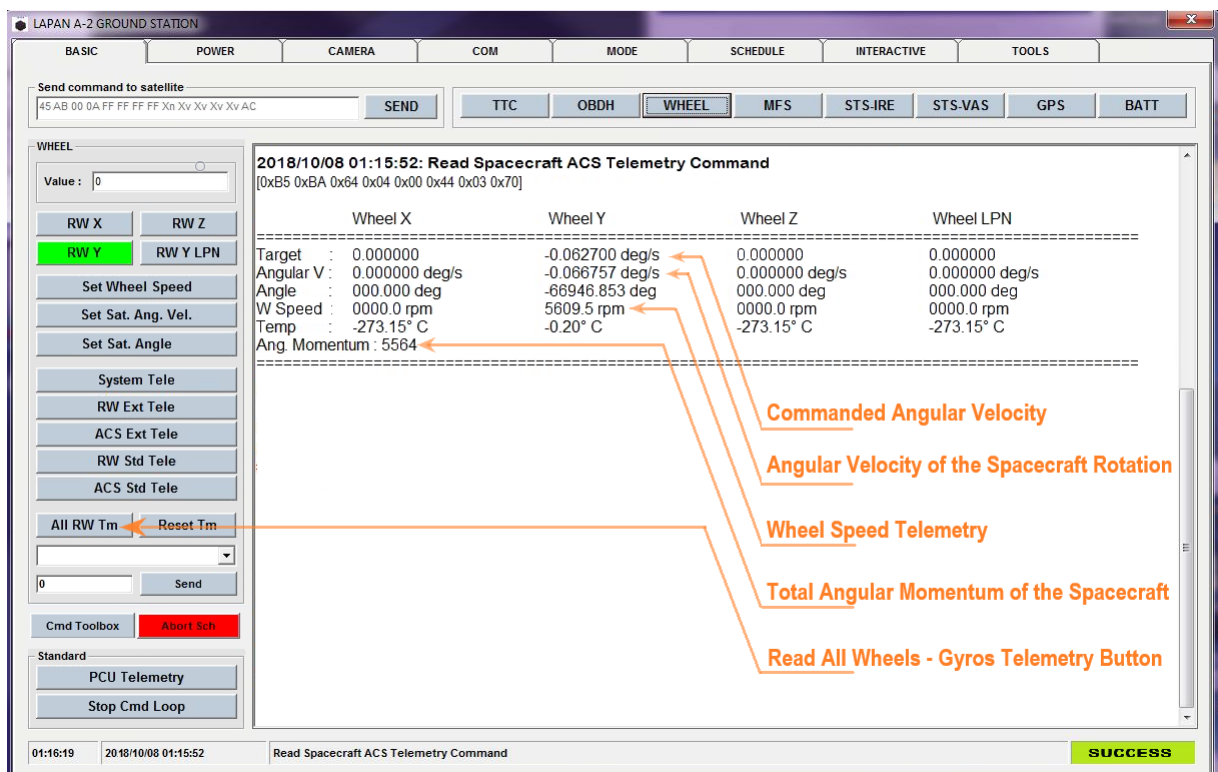 LAPAN A-2 GROUND STATION
BASIC POWER CAMERA COM MODE SCHEDULE INTERACTIVE TOOLS
Send command to satellite
45 AB 00 0A FF FF FF FF Xn Xv Xv Xv Xv AC SEND TTC OBDH WHEEL MFS STS-IRE STS-VAS GPS BATT
WHEEL
Value : 0
RW X RW Z
RW Y RW Y LPN
Set Wheel Speed
Set Sat. Ang. Vel.
Set Sat. Angle
System Tele
RW Ext Tele
ACS Ext Tele
RW Std Tele
ACS Std Tele
All RW Tm Reset Tm
0 Send
Cmd Toolbox Abort Sch
Standard
PCU Telemetry
Stop Cmd Loop
2018/10/08 01:15:52: Read Spacecraft ACS Telemetry Command
[0xB5 0xBA 0x64 0x04 0x00 0x44 0x03 0x70]
Wheel X Wheel Y Wheel Z Wheel LPN
Target : 0.000000 -0.062700 deg/s 0.000000 0.000000
Angular V : 0.000000 deg/s -0.066757 deg/s 0.000000 deg/s 0.000000 deg/s
Angle : 000.000 deg -66946.853 deg 000.000 deg 000.000 deg
W Speed : 0000.0 rpm 5609.5 rpm 0000.0 rpm 0000.0 rpm
Temp : -273.15° C -0.20° C -273.15° C -273.15° C
Ang. Momentum : 5564
Commanded Angular Velocity
Angular Velocity of the Spacecraft Rotation
Wheel Speed Telemetry
Total Angular Momentum of the Spacecraft
Read All Wheels - Gyros Telemetry Button
01:16:19 2018/10/08 01:15:52 Read Spacecraft ACS Telemetry Command SUCCESS